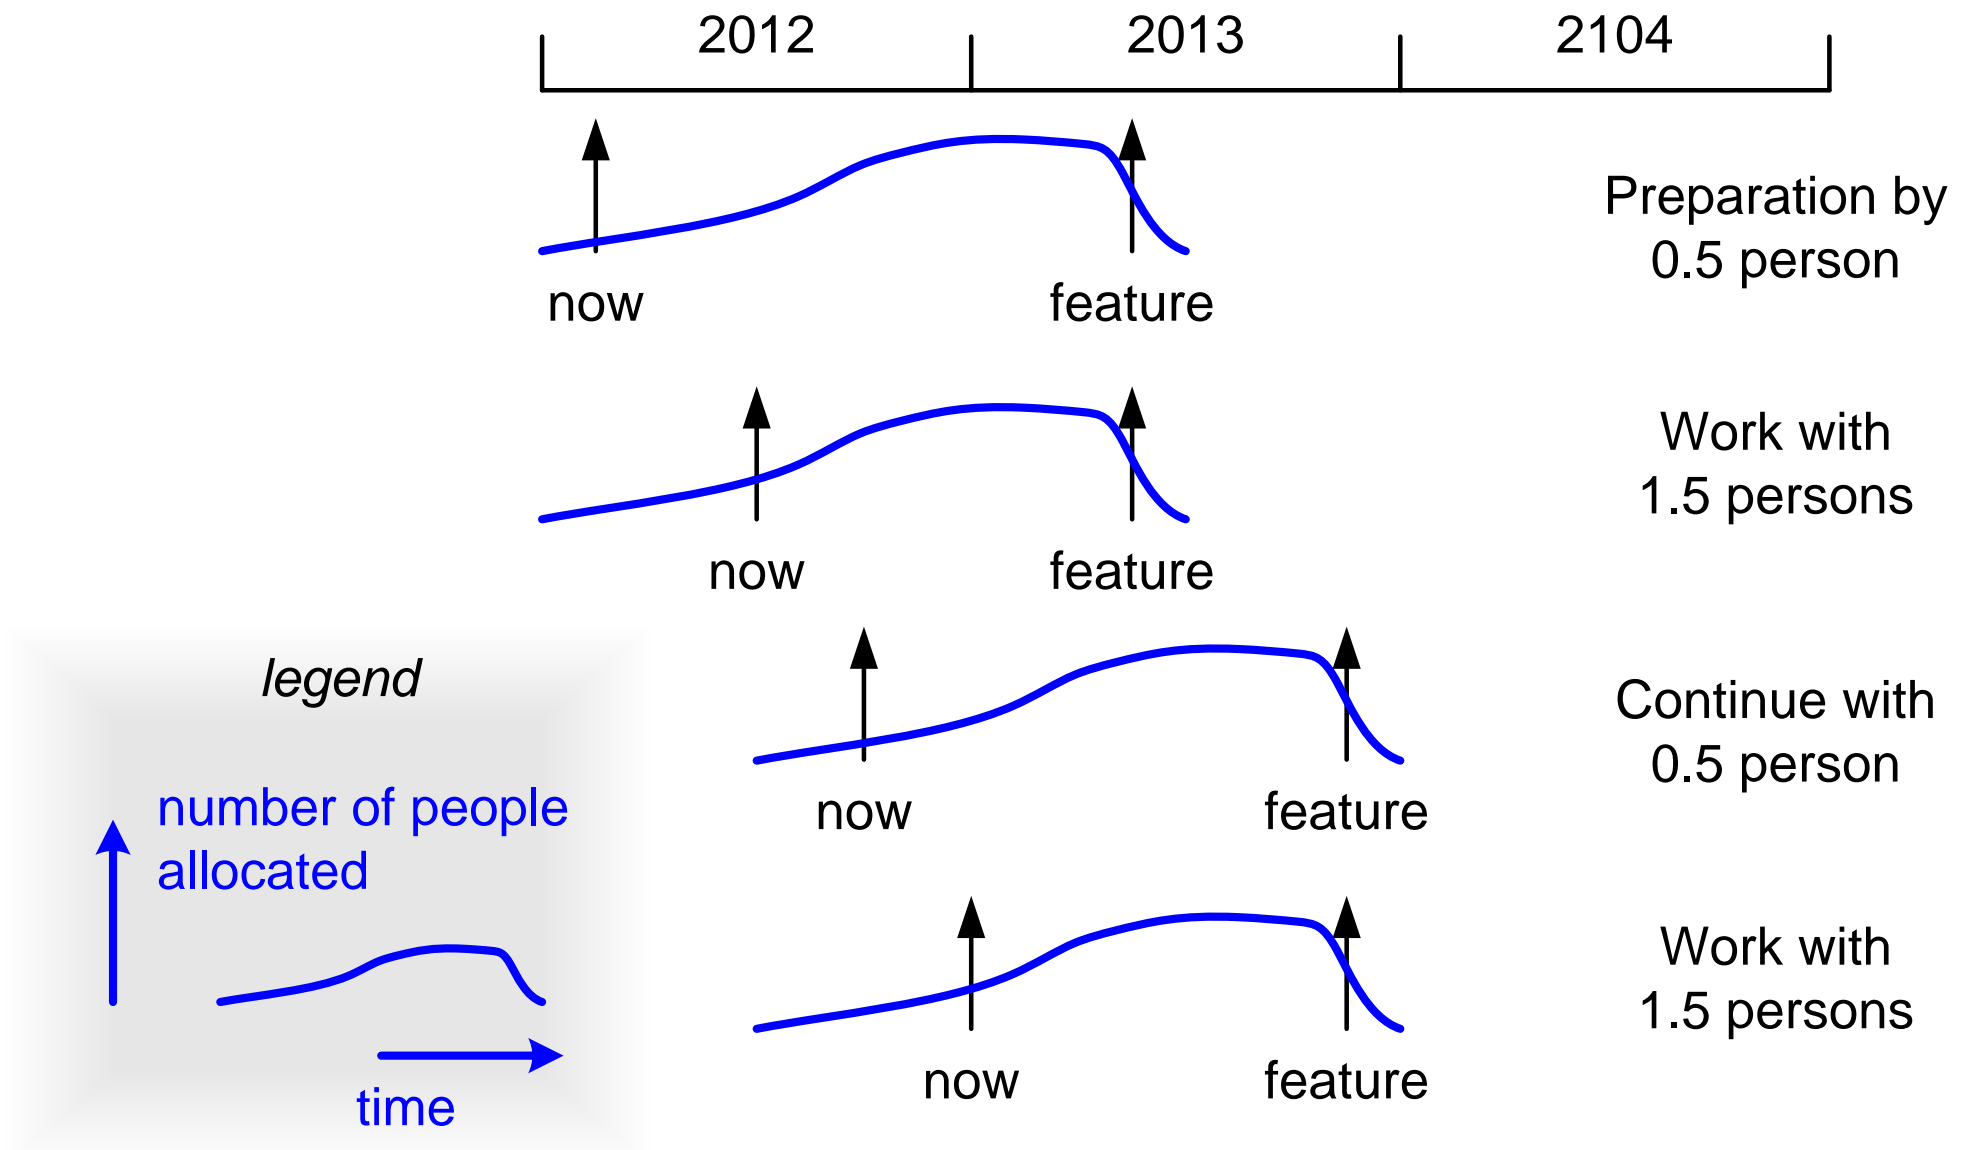 2012 2013 2104
Preparation by
0.5 person
now feature
Work with
1.5 persons
now feature
legend
number of people
allocated
time
Continue with
0.5 person
now feature
Work with
1.5 persons
now feature